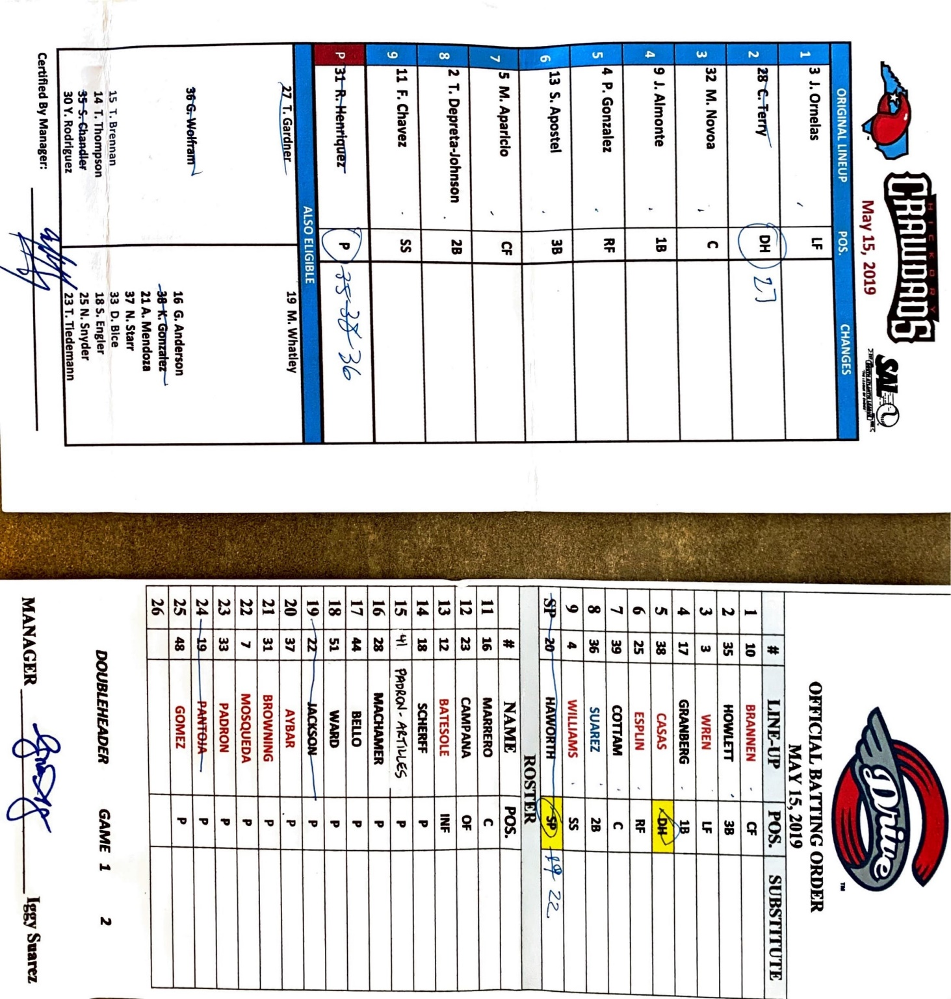 HICKORY
CRAWDADS
SAL
SOUTH ATLANTIC LEAGUE
May 15, 2019
ORIGINAL LINEUP POS. CHANGES
1 3 J. Ornelas LF
2 28 C. Terry DH 27
3 32 M. Novoa C
4 9 J. Almonte 1B
5 4 P. Gonzalez RF
6 13 S. Apostel 3B
7 5 M. Aparicio CF
8 2 T. Depreta-Johnson 2B
9 11 F. Chavez SS
P 31 R. Henriquez P 35 38 36
ALSO ELIGIBLE
27 T. Gardner 19 M. Whatley
36 G. Wolfram 16 G. Anderson
38 K. Gonzalez
21 A. Mendoza
37 N. Starr
15 T. Brennan 33 D. Bice
14 T. Thompson 18 S. Engler
35 S. Chandler 25 N. Snyder
30 Y. Rodriguez 23 T. Tiedemann
Certified By Manager:
Drive
TM
OFFICIAL BATTING ORDER
MAY 15, 2019
# LINE-UP POS. SUBSTITUTE
1 10 BRANNEN CF
2 35 HOWLETT 3B
3 3 WREN LF
4 17 GRANBERG 1B
5 38 CASAS DH
6 25 ESPLIN RF
7 39 COTTAM C
8 36 SUAREZ 2B
9 4 WILLIAMS SS
SP 20 HAWORTH SP 19 22
ROSTER
# NAME POS.
11 16 MARRERO C
12 23 CAMPANA OF
13 12 BATESOLE INF
14 18 SCHERFF P
15 41 PADRON-ARTILES P
16 28 MACHAMER P
17 44 BELLO P
18 51 WARD P
19 22 JACKSON P
20 37 AYBAR P
21 31 BROWNING P
22 7 MOSQUEDA P
23 33 PADRON P
24 19 PANTOJA P
25 48 GOMEZ P
26
DOUBLEHEADER GAME 1 2
MANAGER Iggy Suarez